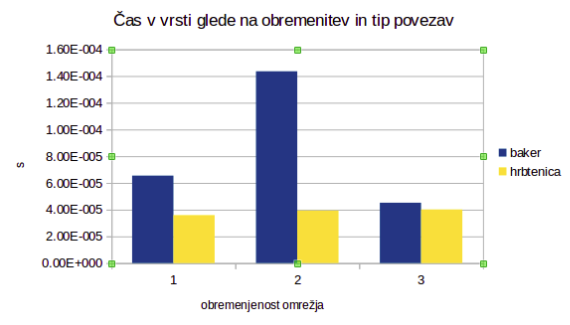 Čas v vrsti glede na obremenitev in tip povezav
1.60E-004
1.40E-004
1.20E-004
1.00E-004
8.00E-005
6.00E-005
4.00E-005
2.00E-005
0.00E+000
s
1 2 3
obremenjenost omrežja
baker
hrbtenica